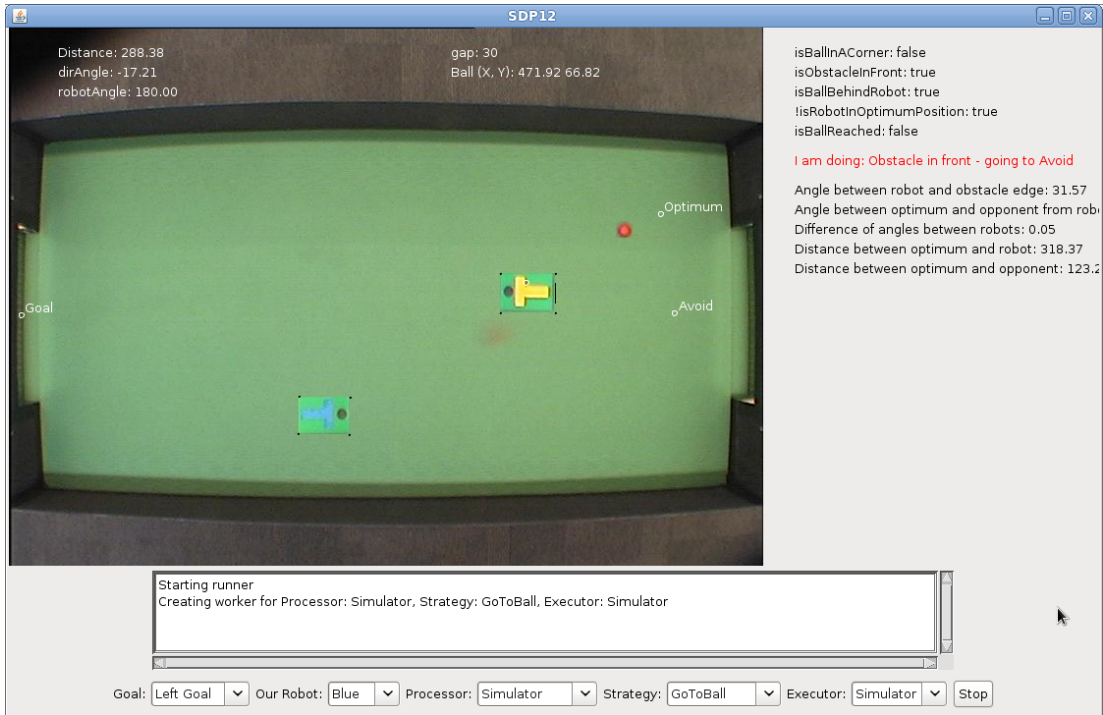 SDP12
Distance: 288.38
dirAngle: -17.21
robotAngle: 180.00
gap: 30
Ball (X, Y): 471.92 66.82
Optimum
Goal
Avoid
isBallInACorner: false
isObstacleInFront: true
isBallBehindRobot: true
!isRobotInOptimumPosition: true
isBallReached: false
I am doing: Obstacle in front - going to Avoid
Angle between robot and obstacle edge: 31.57
Angle between optimum and opponent from robo
Difference of angles between robots: 0.05
Distance between optimum and robot: 318.37
Distance between optimum and opponent: 123.2
Starting runner
Creating worker for Processor: Simulator, Strategy: GoToBall, Executor: Simulator
Goal: Left Goal Our Robot: Blue Processor: Simulator Strategy: GoToBall Executor: Simulator Stop